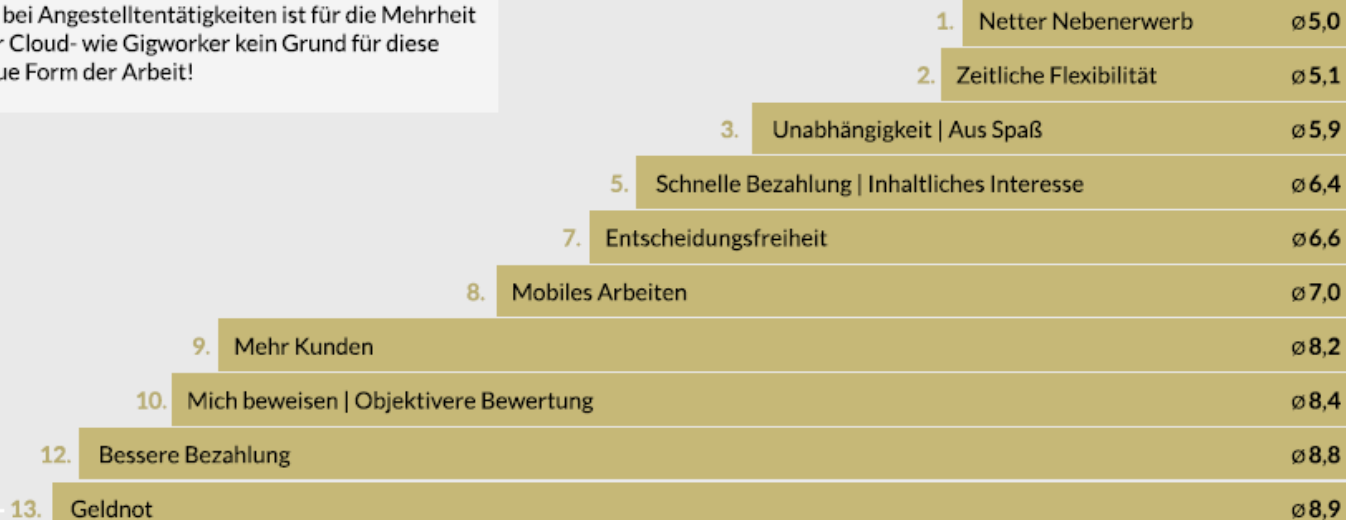 bei Angestelltentätigkeiten ist für die Mehrheit
r Cloud- wie Gigworker kein Grund für diese
ue Form der Arbeit!
1. Netter Nebenerwerb ø5,0
2. Zeitliche Flexibilität ø5,1
3. Unabhängigkeit | Aus Spaß ø5,9
5. Schnelle Bezahlung | Inhaltliches Interesse ø6,4
7. Entscheidungsfreiheit ø6,6
8. Mobiles Arbeiten ø7,0
9. Mehr Kunden ø8,2
10. Mich beweisen | Objektivere Bewertung ø8,4
12. Bessere Bezahlung ø8,8
13. Geldnot ø8,9